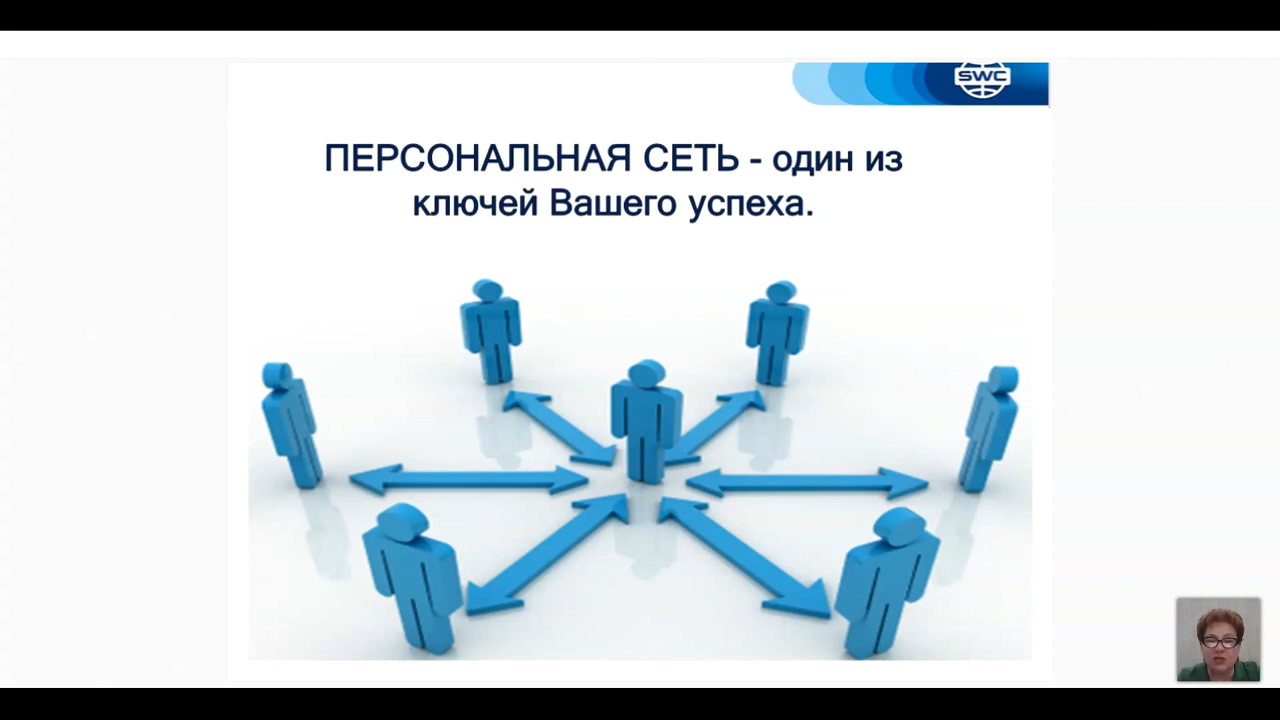 SWC
ПЕРСОНАЛЬНАЯ СЕТЬ - один из
ключей Вашего успеха.